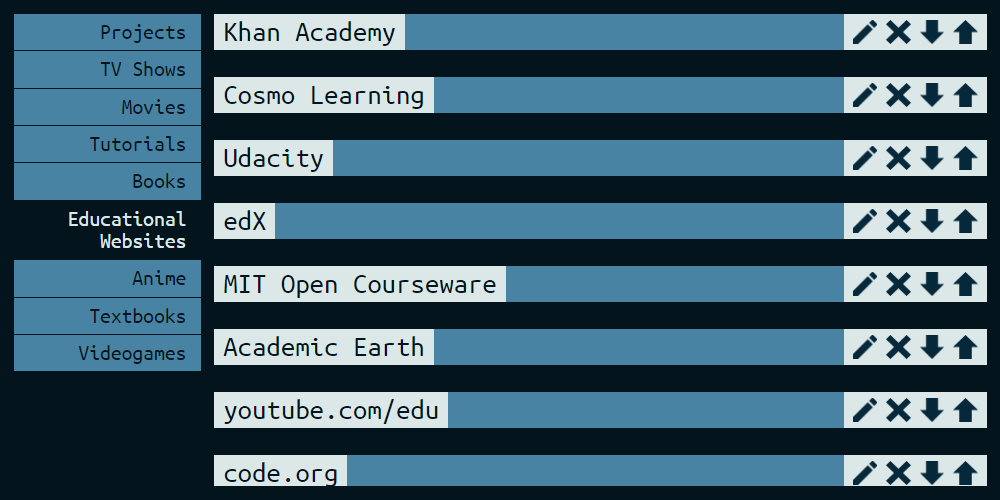 Projects
TV Shows
Movies
Tutorials
Books
Educational
Websites
Anime
Textbooks
Videogames
Khan Academy
Cosmo Learning
Udacity
edX
MIT Open Courseware
Academic Earth
youtube.com/edu
code.org